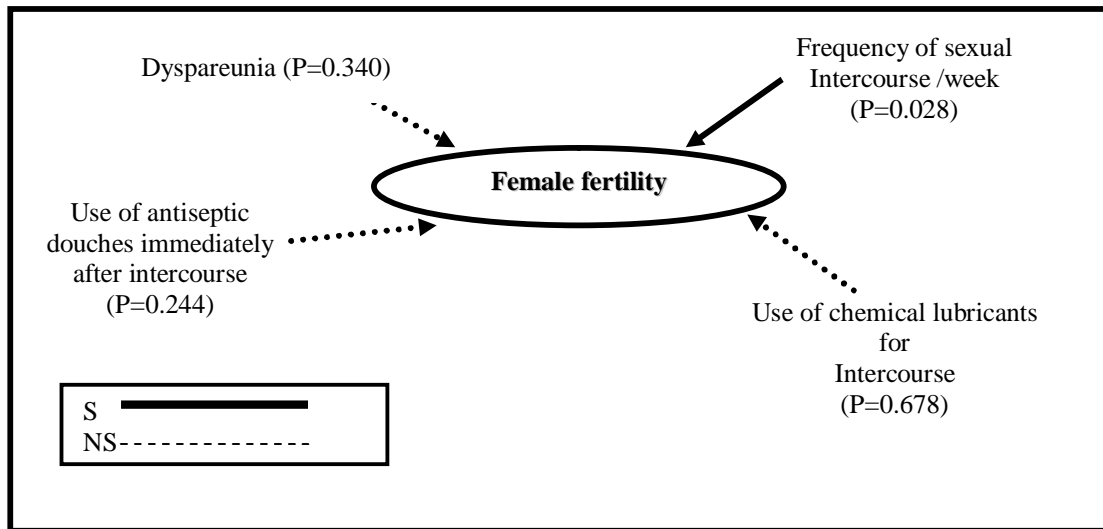 Dyspareunia (P=0.340)
Frequency of sexual
Intercourse /week
(P=0.028)
Female fertility
Use of antiseptic
douches immediately
after intercourse
(P=0.244)
Use of chemical lubricants
for
Intercourse
(P=0.678)
S
NS